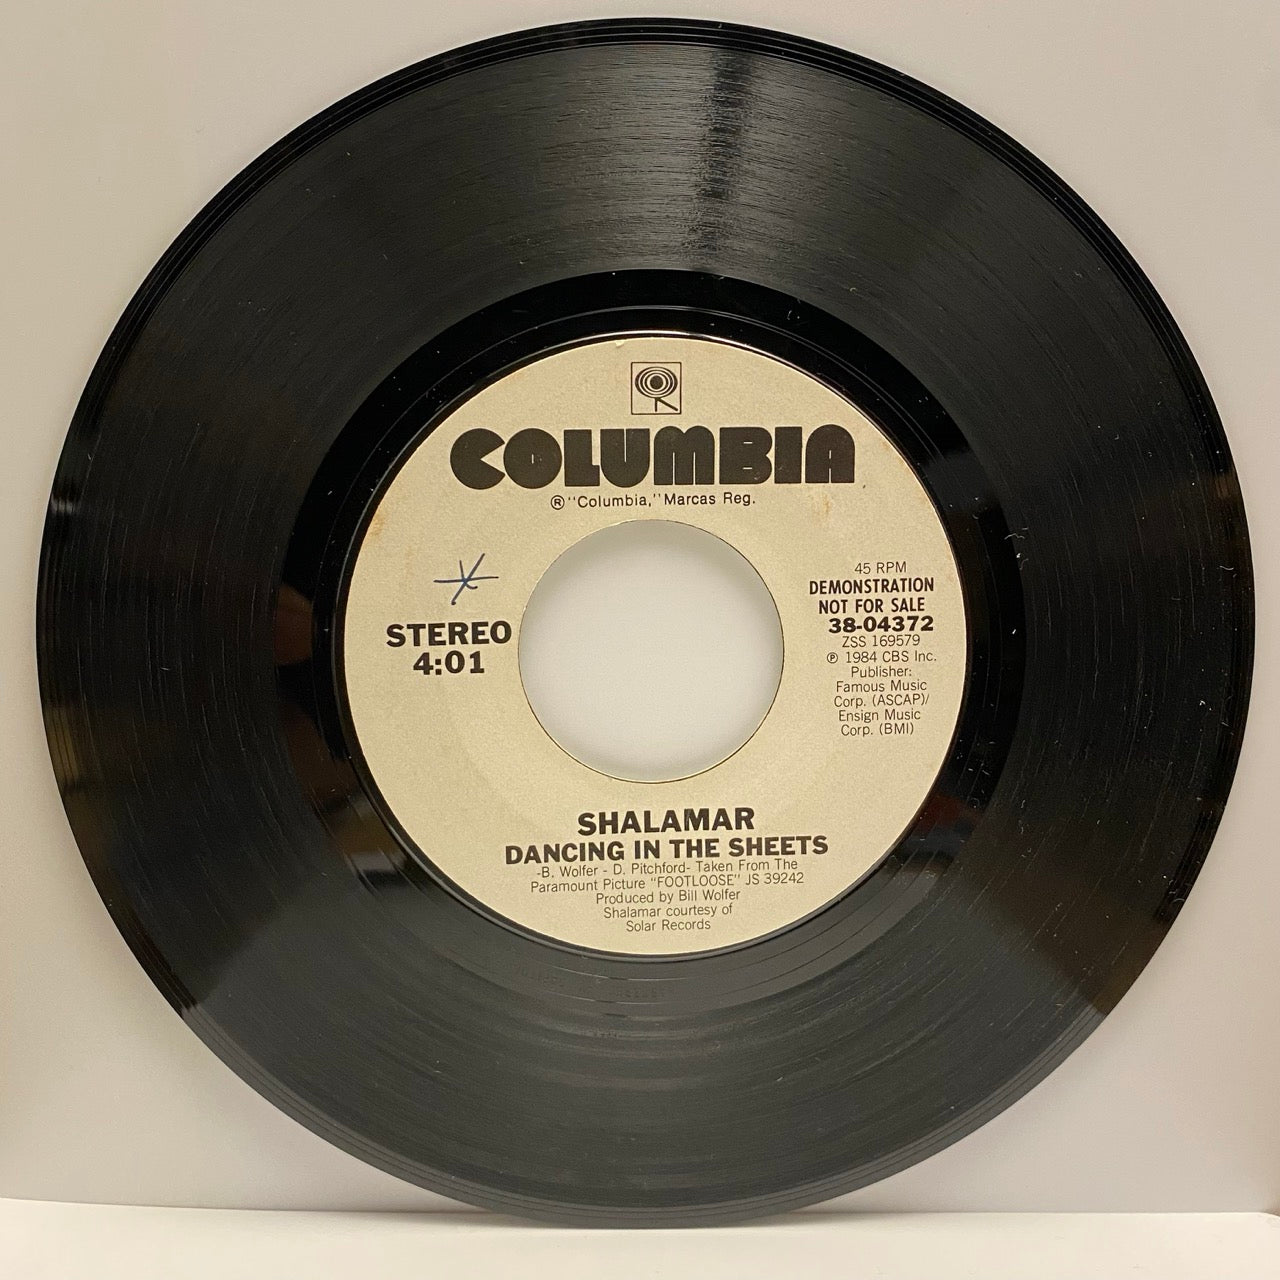 COLUMBIA
® "Columbia," Marcas Reg.
STEREO
4:01
45 RPM
DEMONSTRATION
NOT FOR SALE
38-04372
ZSS 169579
℗ 1984 CBS Inc.
Publisher:
Famous Music
Corp. (ASCAP)/
Ensign Music
Corp. (BMI)
SHALAMAR
DANCING IN THE SHEETS
-B. Wolfer - D. Pitchford- Taken From The
Paramount Picture "FOOTLOOSE" JS 39242
Produced by Bill Wolfer
Shalamar courtesy of
Solar Records